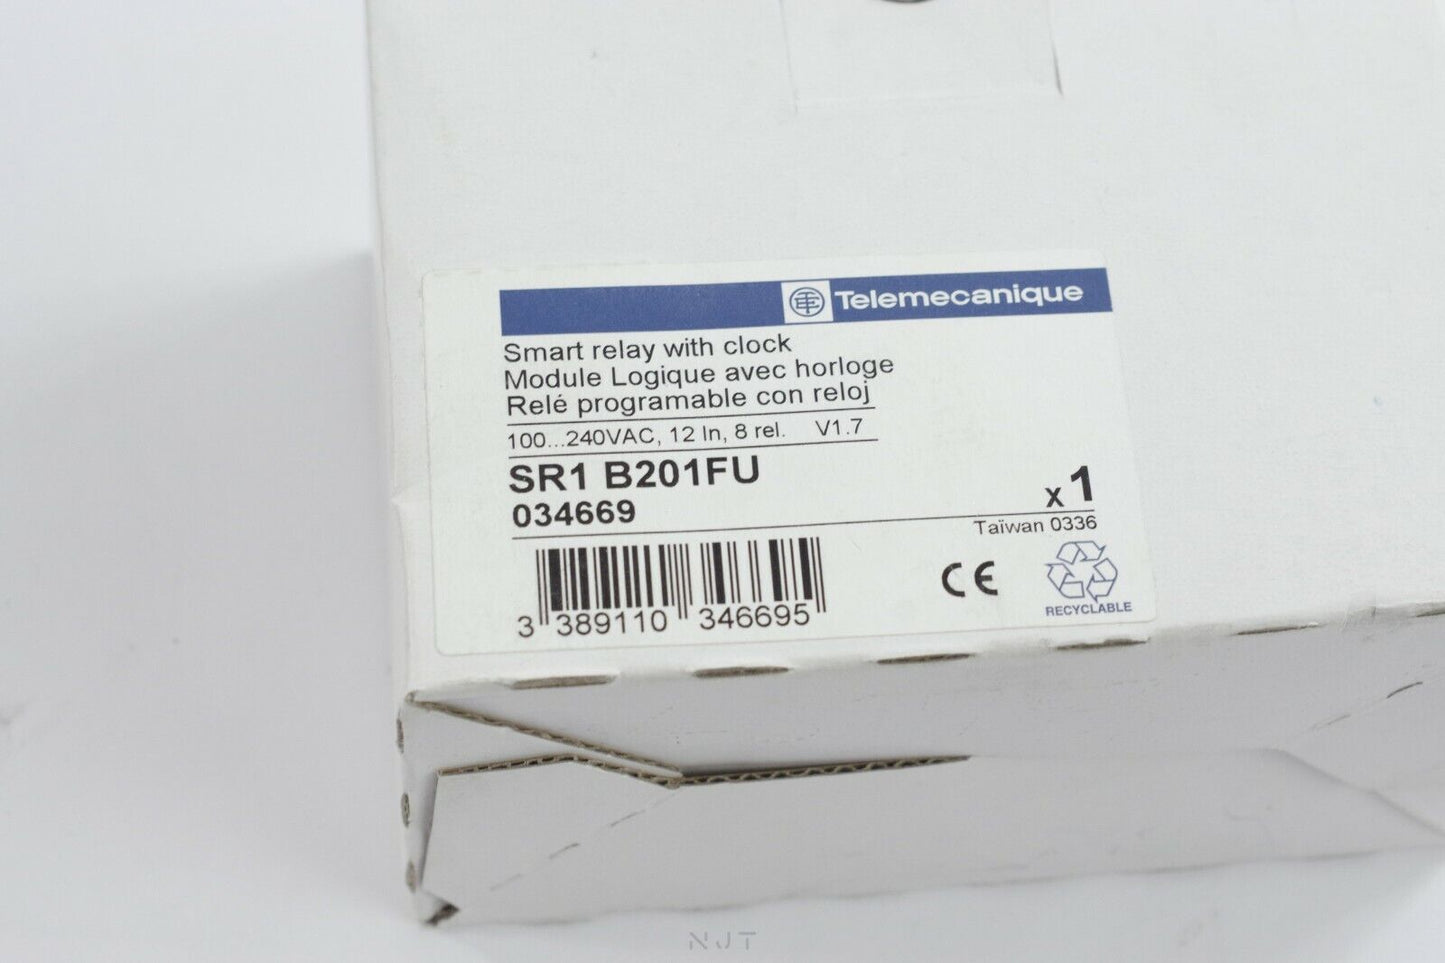 Telemecanique
Smart relay with clock
Module Logique avec horloge
Relé programable con reloj
100...240VAC, 12 In, 8 rel. V1.7
SR1 B201FU
034669
x 1
Taïwan 0336
CE
RECYCLABLE
3 389110 346695
NJT